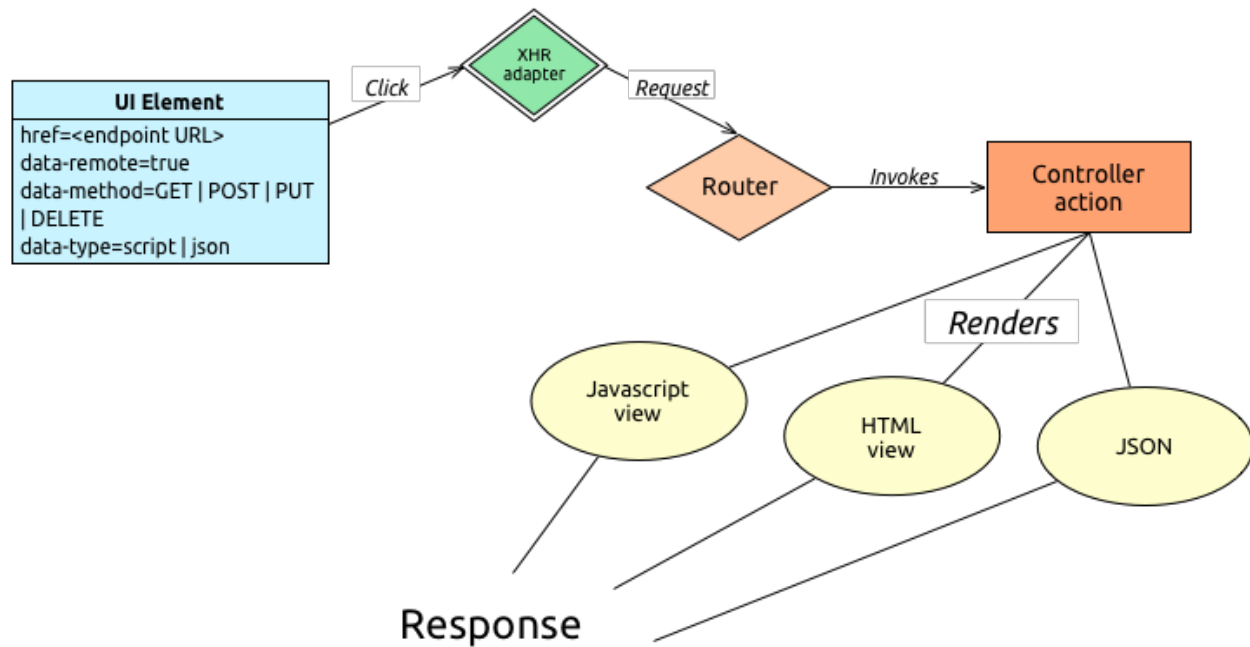 XHR
adapter
Click
Request
UI Element
href=<endpoint URL>
data-remote=true
data-method=GET | POST | PUT
| DELETE
data-type=script | json
Router
Invokes
Controller
action
Renders
Javascript
view
HTML
view
JSON
Response